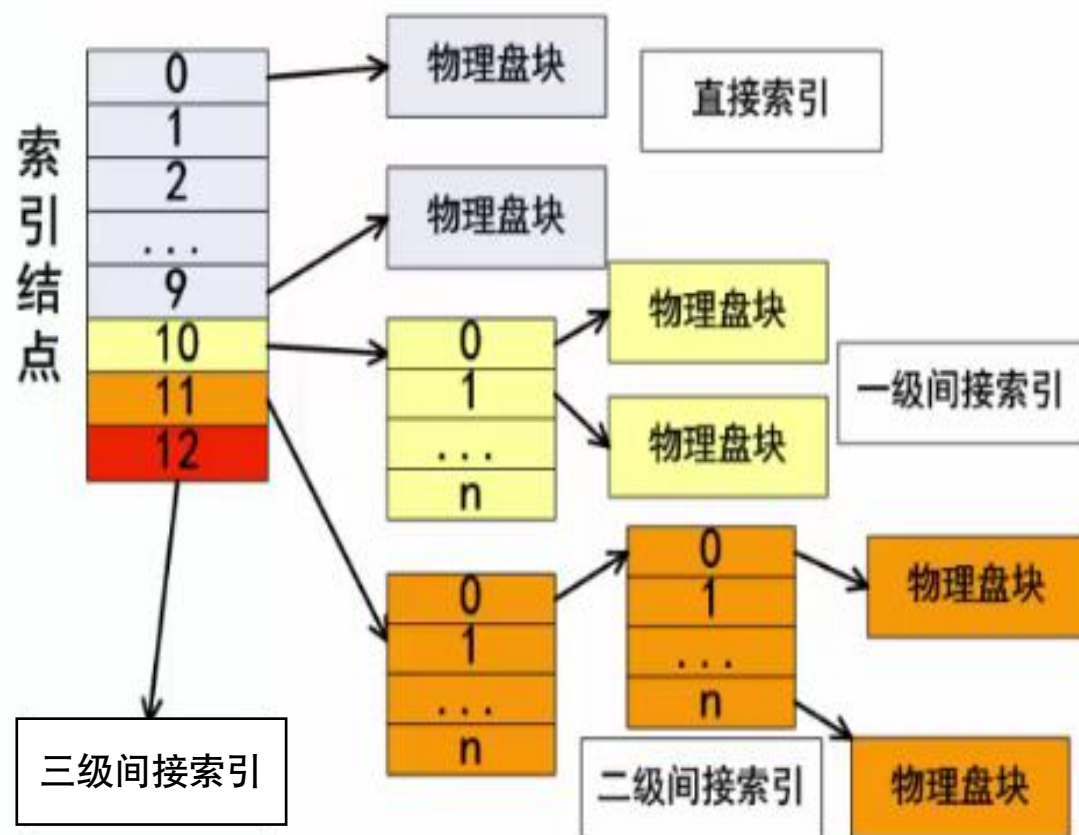 索引结点
0
1
2
...
9
10
11
12
物理盘块
直接索引
物理盘块
0
1
...
n
物理盘块
物理盘块
一级间接索引
0
1
...
n
0
1
...
n
物理盘块
物理盘块
二级间接索引
三级间接索引